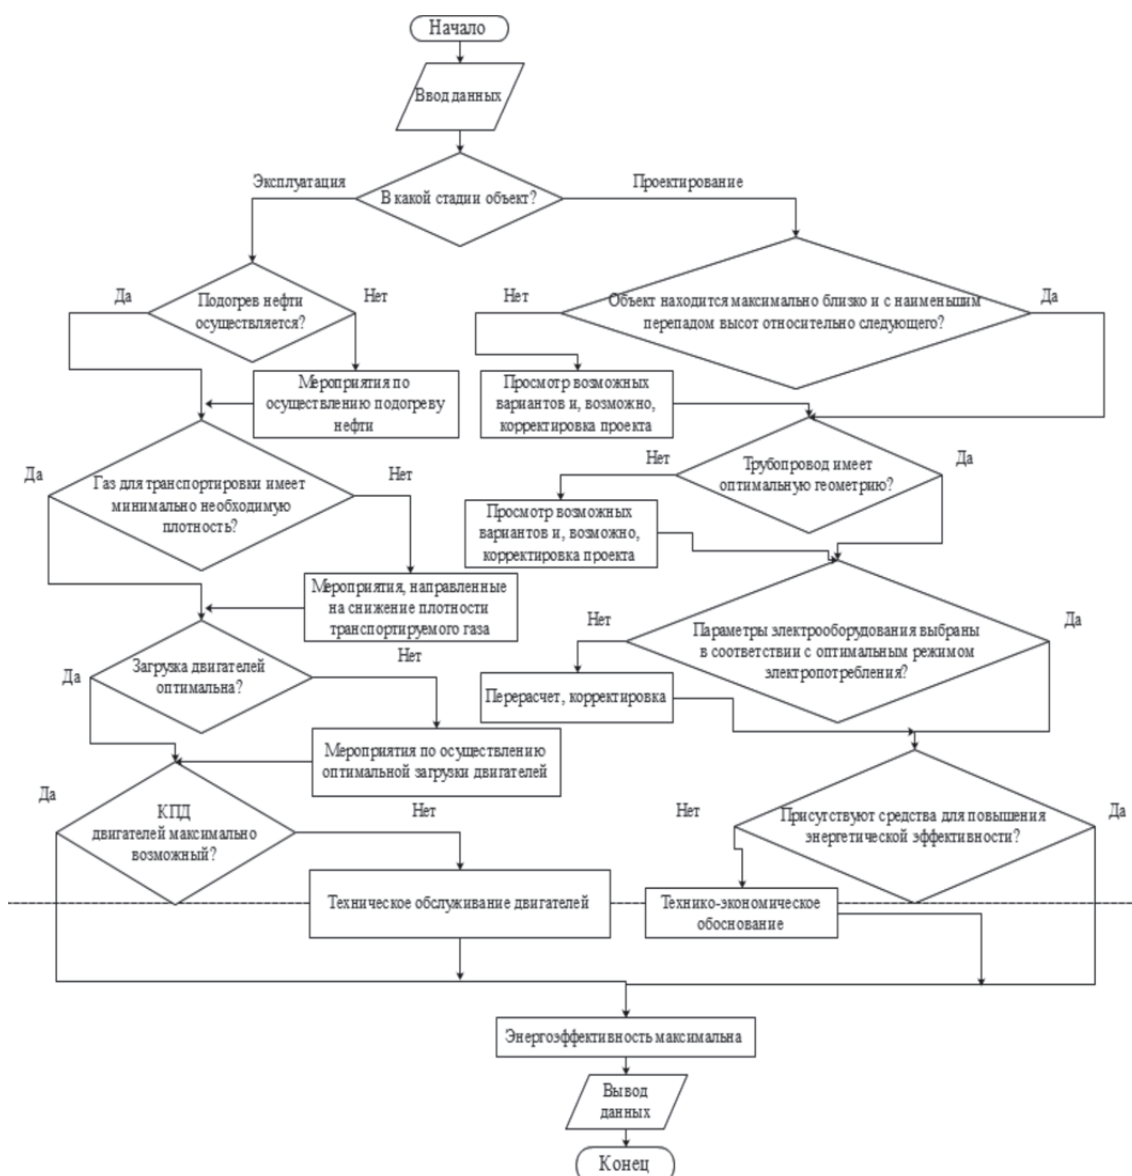 Начало
Ввод данных
Эксплуатация
Проектирование
В какой стадии объект?
Да
Подогрев нефти
осуществляется?
Нет
Нет
Объект находится максимально близко и с наименьшим
перепадом высот относительно следующего?
Да
Мероприятия по
осуществлению подогреву
нефти
Просмотр возможных
вариантов и, возможно,
корректировка проекта
Да
Газ для транспортировки имеет
минимально необходимую
плотность?
Нет
Нет
Трубопровод имеет
оптимальную геометрию?
Да
Просмотр возможных
вариантов и, возможно,
корректировка проекта
Мероприятия, направленные
на снижение плотности
транспортируемого газа
Нет
Параметры электрооборудования выбраны
в соответствии с оптимальным режимом
электропотребления?
Да
Да
Загрузка двигателей
оптимальна?
Нет
Перерасчет, корректировка
Мероприятия по осуществлению
оптимальной загрузки двигателей
Да
КПД
двигателей максимально
возможный?
Нет
Нет
Присутствуют средства для повышения
энергетической эффективности?
Да
Техническое обслуживание двигателей
Технико-экономическое
обоснование
Энергоэффективность максимальна
Вывод
данных
Конец